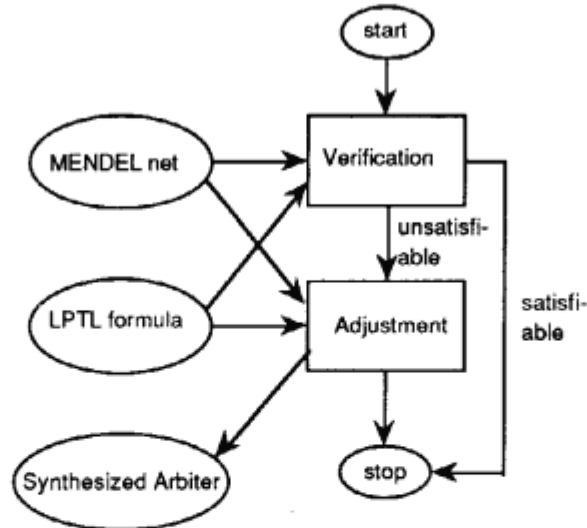 start
MENDEL net
Verification
unsatisfi-
able
LPTL formula
Adjustment
satisfi-
able
Synthesized Arbiter
stop